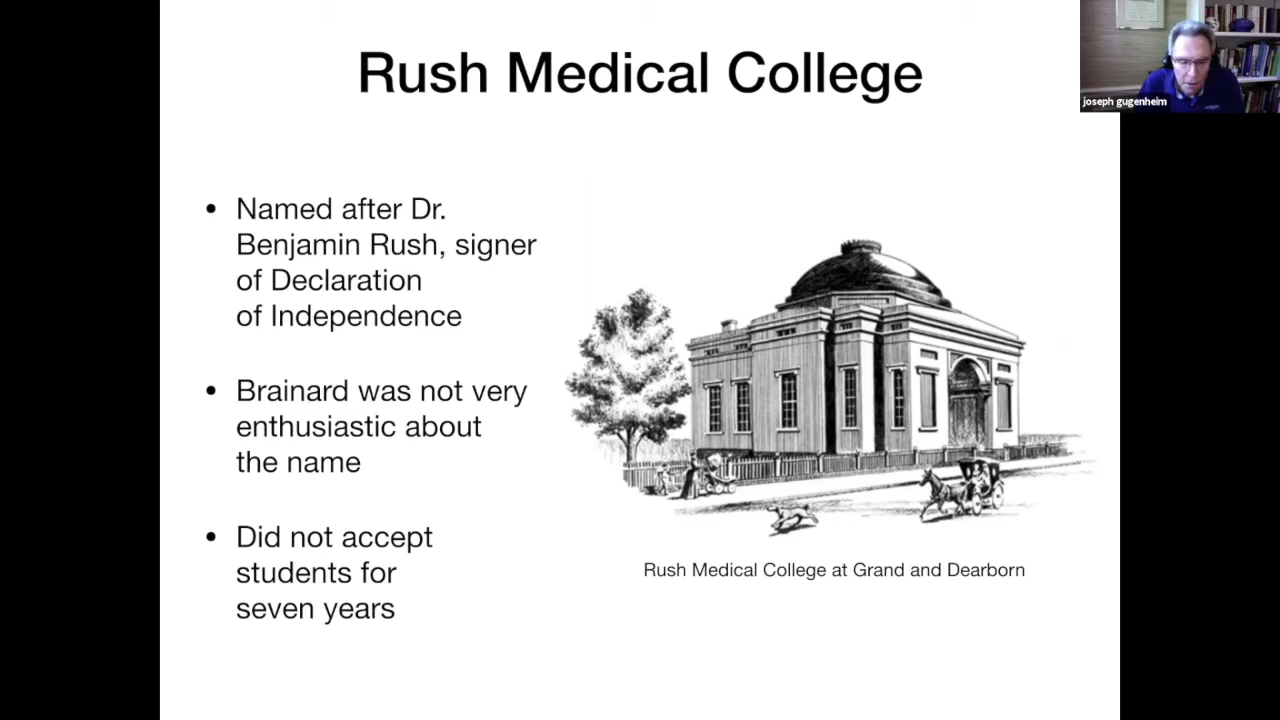 Rush Medical College
joseph gugenheim
• Named after Dr.
Benjamin Rush, signer
of Declaration
of Independence
• Brainard was not very
enthusiastic about
the name
• Did not accept
students for
seven years
Rush Medical College at Grand and Dearborn